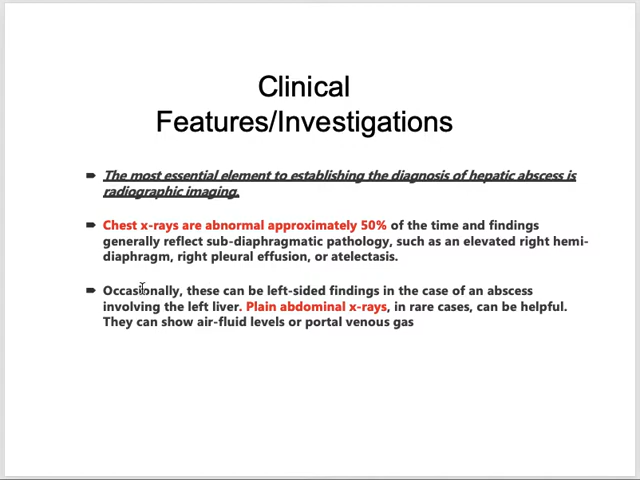 Clinical
Features/Investigations
The most essential element to establishing the diagnosis of hepatic abscess is
radiographic imaging.
Chest x-rays are abnormal approximately 50% of the time and findings
generally reflect sub-diaphragmatic pathology, such as an elevated right hemi-
diaphragm, right pleural effusion, or atelectasis.
Occasionally, these can be left-sided findings in the case of an abscess
involving the left liver. Plain abdominal x-rays, in rare cases, can be helpful.
They can show air-fluid levels or portal venous gas